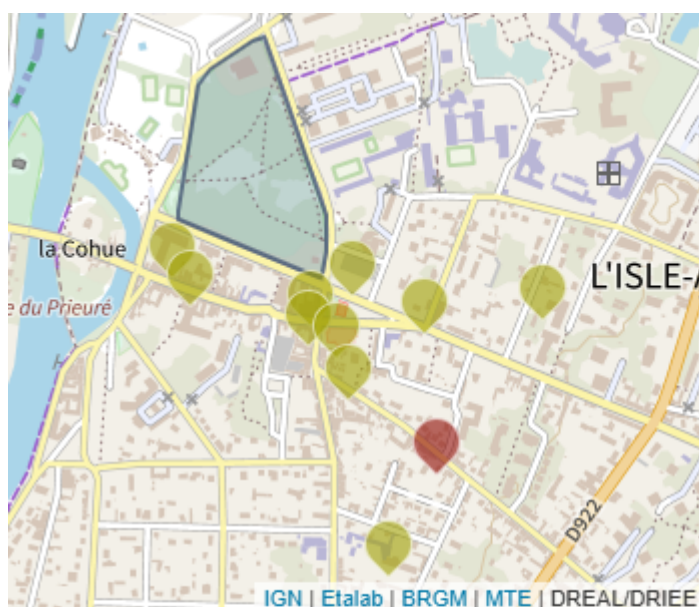 la Cohue
L'ISLE-A
e du Prieuré
D922
IGN | Etalab | BRGM | MTE | DREAL/DRIEE